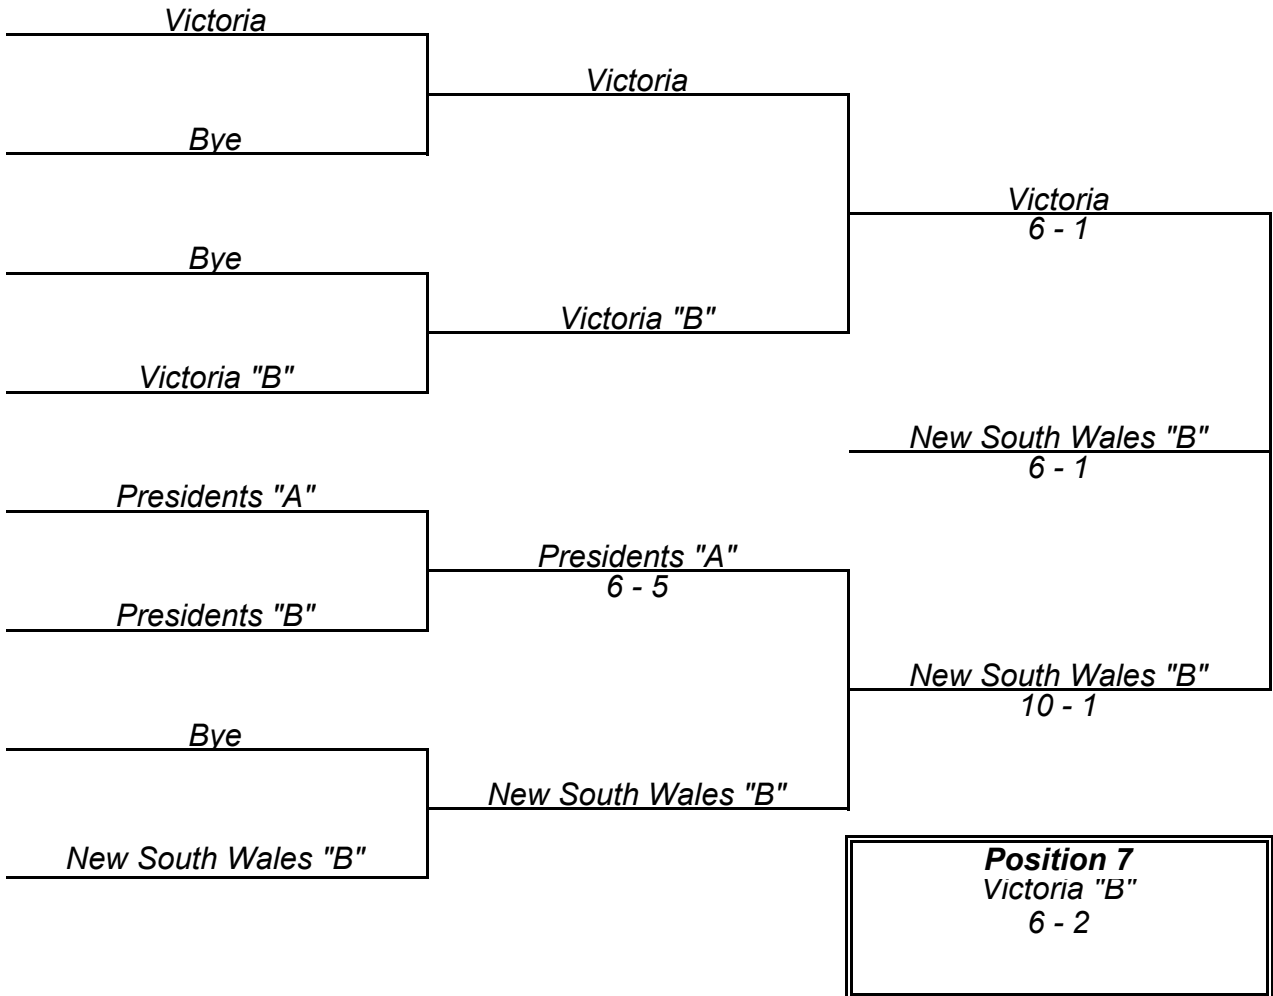 Victoria
Victoria
Bye
Victoria
6 - 1
Bye
Victoria "B"
Victoria "B"
New South Wales "B"
6 - 1
Presidents "A"
Presidents "A"
6 - 5
Presidents "B"
New South Wales "B"
10 - 1
Bye
New South Wales "B"
New South Wales "B"
Position 7
Victoria "B"
6 - 2